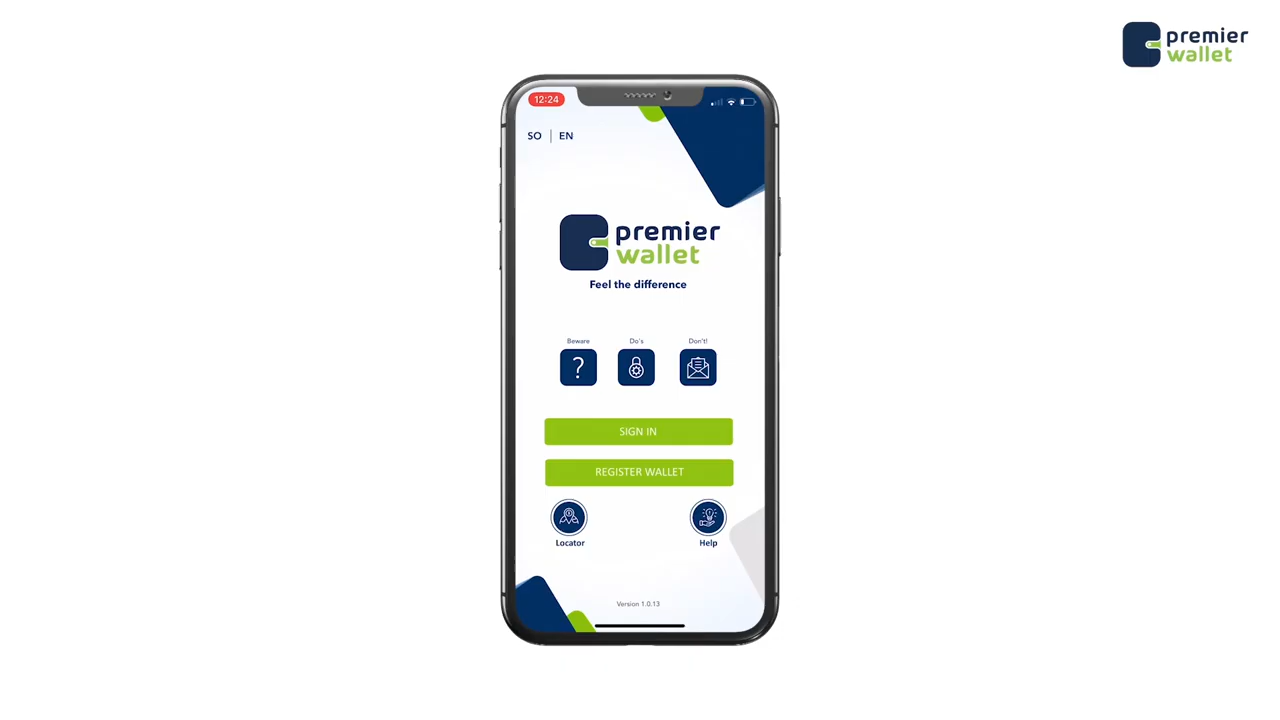 premier
wallet
12:24
SO | EN
premier
wallet
Feel the difference
Beware
Do's
Don't!
SIGN IN
REGISTER WALLET
Locator
Help
Version 1.0.13